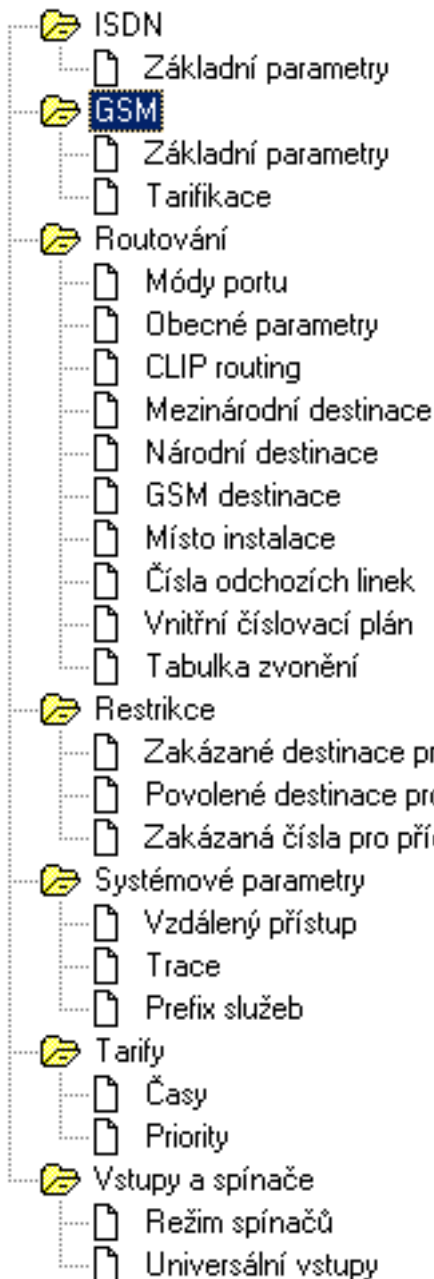 ISDN
Základní parametry
GSM
Základní parametry
Tarifikace
Routování
Módy portu
Obecné parametry
CLIP routing
Mezinárodní destinace
Národní destinace
GSM destinace
Místo instalace
Čísla odchozích linek
Vnitřní číslovací plán
Tabulka zvonění
Restrikce
Zakázané destinace
Povolené destinace pro
Zakázaná čísla pro
Systémové parametry
Vzdálený přístup
Trace
Prefix služeb
Tarify
Časy
Priority
Vstupy a spínače
Režim spínačů
Universální vstupy